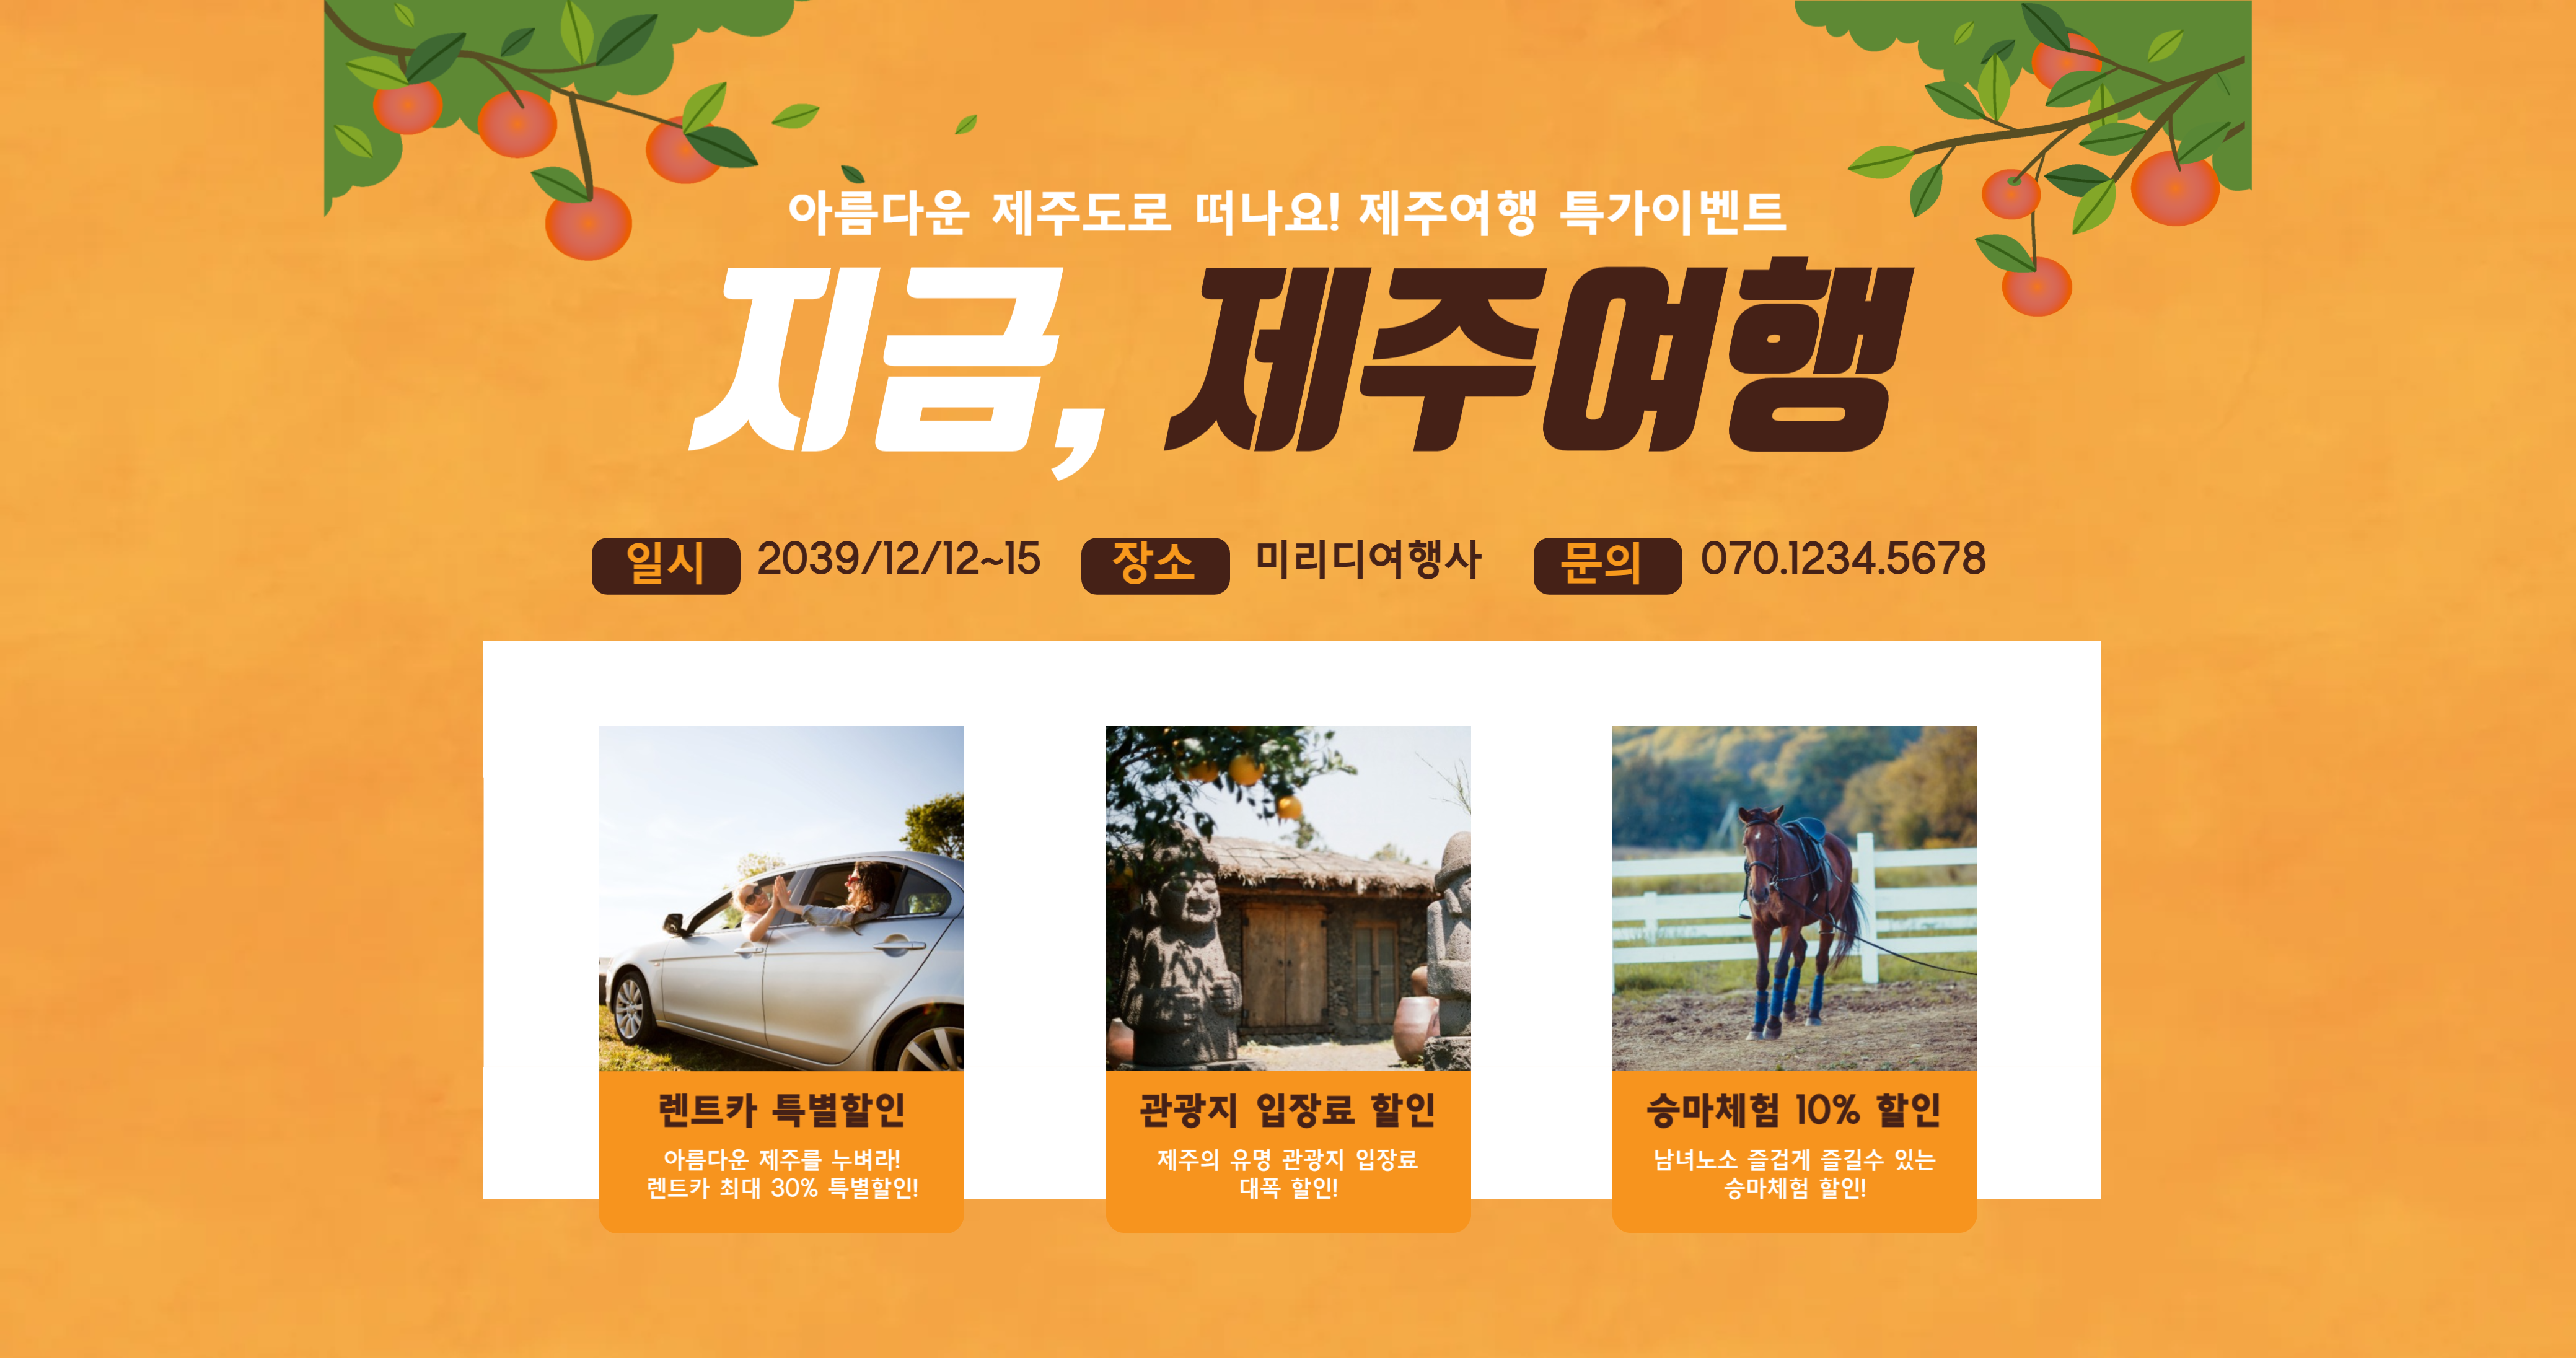 아름다운 제주도로 떠나요! 제주여행 특가이벤트
지금, 제주여행
일시 2039/12/12~15 장소 미리디여행사 문의 070.1234.5678
렌트카 특별할인
아름다운 제주를 누벼라!
렌트카 최대 30% 특별할인!
관광지 입장료 할인
제주의 유명 관광지 입장료
대폭 할인!
승마체험 10% 할인
남녀노소 즐겁게 즐길수 있는
승마체험 할인!